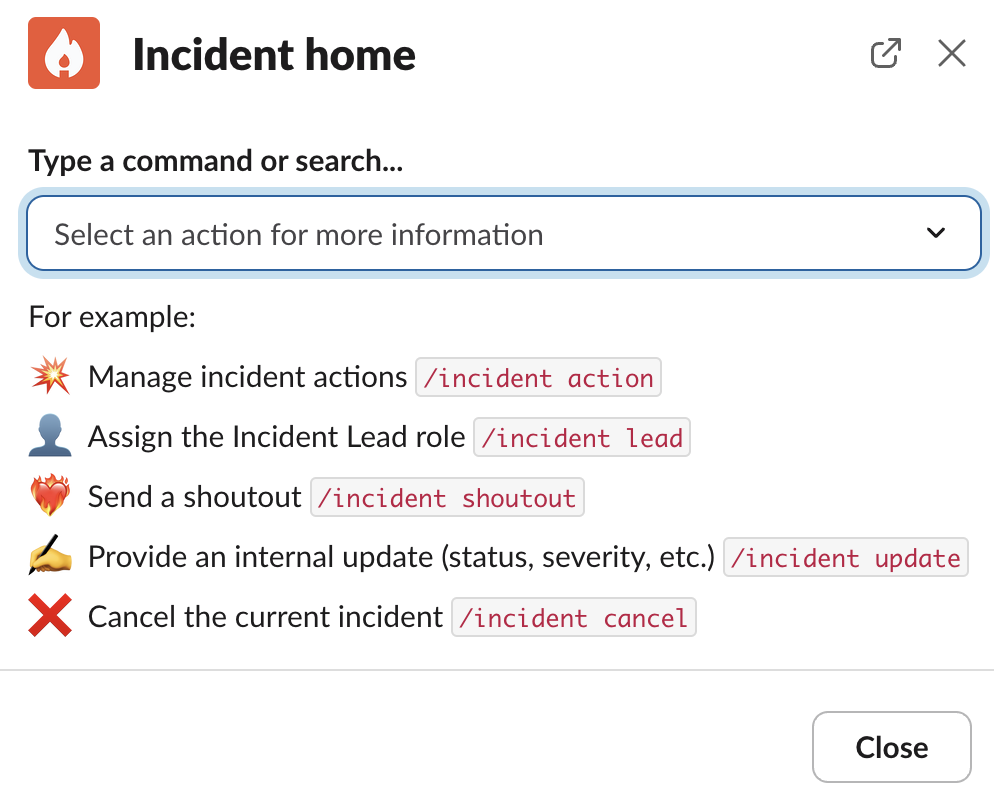 Incident home
Type a command or search...
Select an action for more information
For example:
Manage incident actions /incident action
Assign the Incident Lead role /incident lead
Send a shoutout /incident shoutout
Provide an internal update (status, severity, etc.) /incident update
Cancel the current incident /incident cancel
Close